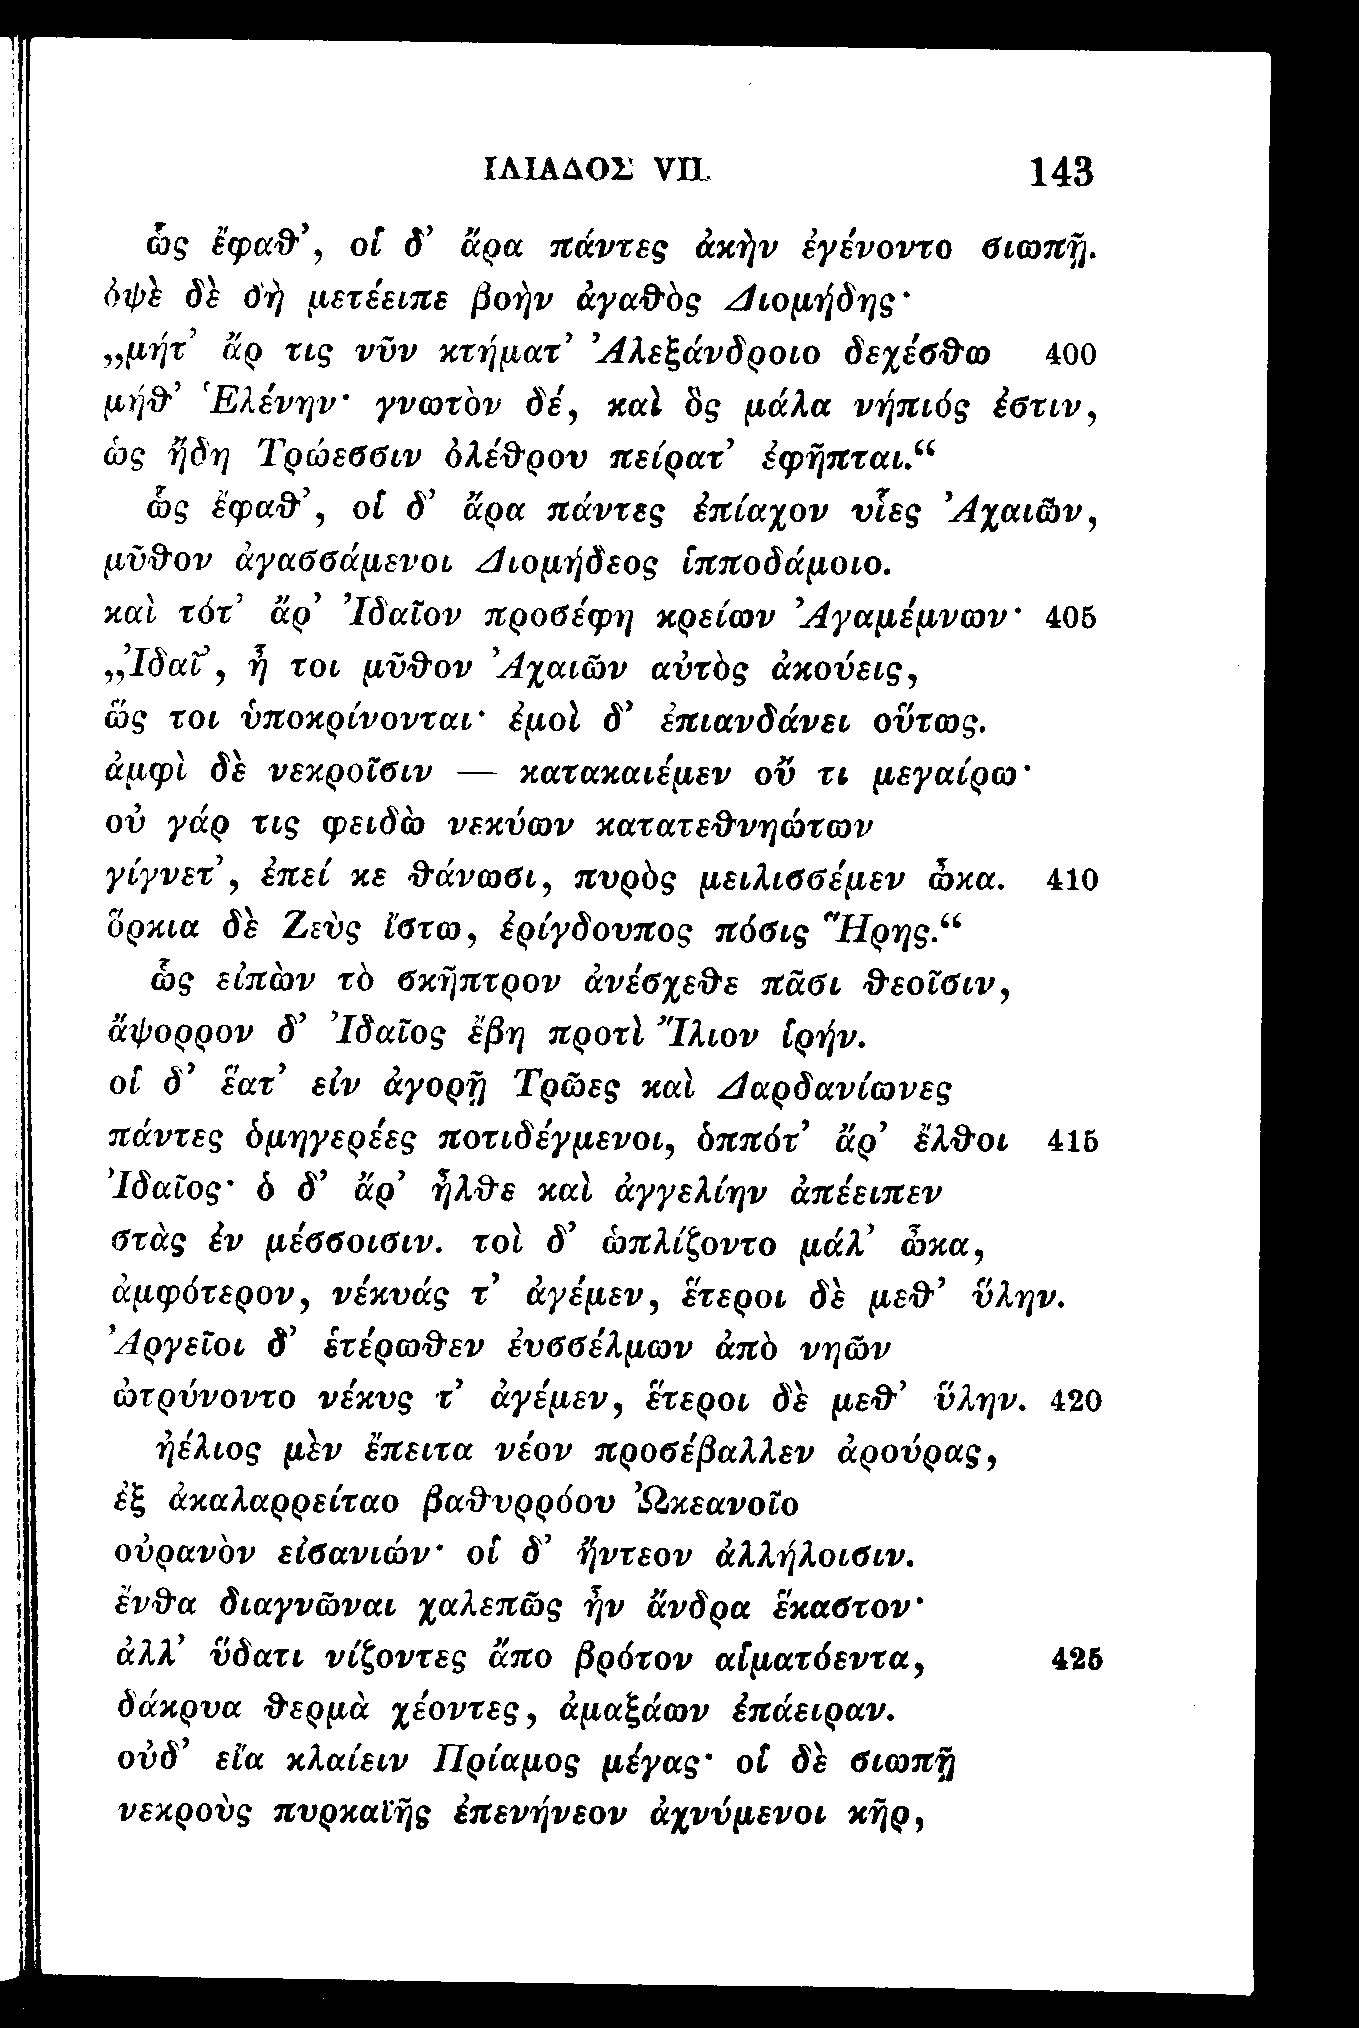 ΙΛΙΑΔΟΣ VII. 143
ὣς ἔφαθ’, οἳ δ’ ἄρα πάντες ἀκὴν ἐγένοντο σιωπῇ.
ὀψὲ δὲ δὴ μετέειπε βοὴν ἀγαθὸς Διομήδης·
„μήτ’ ἄρ τις νῦν κτήματ’ Ἀλεξάνδροιο δεχέσθω 400
μήθ’ Ἑλένην· γνωτὸν δέ, καὶ ὃς μάλα νήπιός ἐστιν,
ὡς ἤδη Τρώεσσιν ὀλέθρου πείρατ’ ἐφῆπται.“
ὣς ἔφαθ’, οἳ δ’ ἄρα πάντες ἐπίαχον υἷες Ἀχαιῶν,
μῦθον ἀγασσάμενοι Διομήδεος ἱπποδάμοιο.
καὶ τότ’ ἄρ’ Ἰδαῖον προσέφη κρείων Ἀγαμέμνων· 405
„Ἰδαῖ’, ἦ τοι μῦθον Ἀχαιῶν αὐτὸς ἀκούεις,
ὥς τοι ὑποκρίνονται· ἐμοὶ δ’ ἐπιανδάνει οὕτως.
ἀμφὶ δὲ νεκροῖσιν — κατακαιέμεν οὔ τι μεγαίρω·
οὐ γάρ τις φειδὼ νεκύων κατατεθνηώτων
γίγνετ’, ἐπεί κε θάνωσι, πυρὸς μειλισσέμεν ὦκα. 410
ὅρκια δὲ Ζεὺς ἴστω, ἐρίγδουπος πόσις Ἥρης.“
ὣς εἰπὼν τὸ σκῆπτρον ἀνέσχεθε πᾶσι θεοῖσιν,
ἄψορρον δ’ Ἰδαῖος ἔβη προτὶ Ἴλιον ἱρήν.
οἳ δ’ ἕατ’ εἰν ἀγορῇ Τρῶες καὶ Δαρδανίωνες
πάντες ὁμηγερέες ποτιδέγμενοι, ὁππότ’ ἄρ’ ἔλθοι 415
Ἰδαῖος· ὁ δ’ ἄρ’ ἦλθε καὶ ἀγγελίην ἀπέειπεν
στὰς ἐν μέσσοισιν. τοὶ δ’ ὡπλίζοντο μάλ’ ὦκα,
ἀμφότερον, νέκυάς τ’ ἀγέμεν, ἕτεροι δὲ μεθ’ ὕλην.
Ἀργεῖοι δ’ ἑτέρωθεν ἐυσσέλμων ἀπὸ νηῶν
ὠτρύνοντο νέκυς τ’ ἀγέμεν, ἕτεροι δὲ μεθ’ ὕλην. 420
ἠέλιος μὲν ἔπειτα νέον προσέβαλλεν ἀρούρας,
ἐξ ἀκαλαρρείταο βαθυρρόου Ὠκεανοῖο
οὐρανὸν εἰσανιών· οἳ δ’ ἤντεον ἀλλήλοισιν.
ἔνθα διαγνῶναι χαλεπῶς ἦν ἄνδρα ἕκαστον·
ἀλλ’ ὕδατι νίζοντες ἄπο βρότον αἱματόεντα, 425
δάκρυα θερμὰ χέοντες, ἀμαξάων ἐπάειραν.
οὐδ’ εἴα κλαίειν Πρίαμος μέγας· οἳ δὲ σιωπῇ
νεκροὺς πυρκαϊῆς ἐπενήνεον ἀχνύμενοι κῆρ,